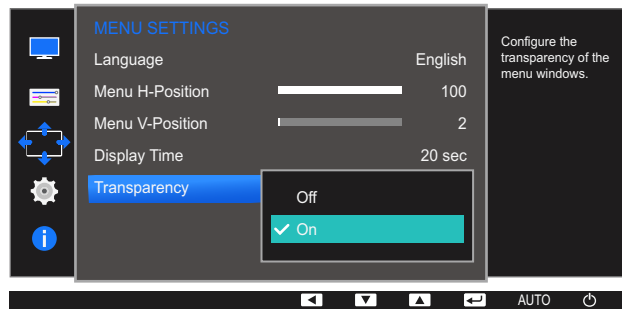 MENU SETTINGS
Language English
Menu H-Position 100
Menu V-Position 2
Display Time 20 sec
Transparency
Off
On
Configure the
transparency of the
menu windows.
i
AUTO